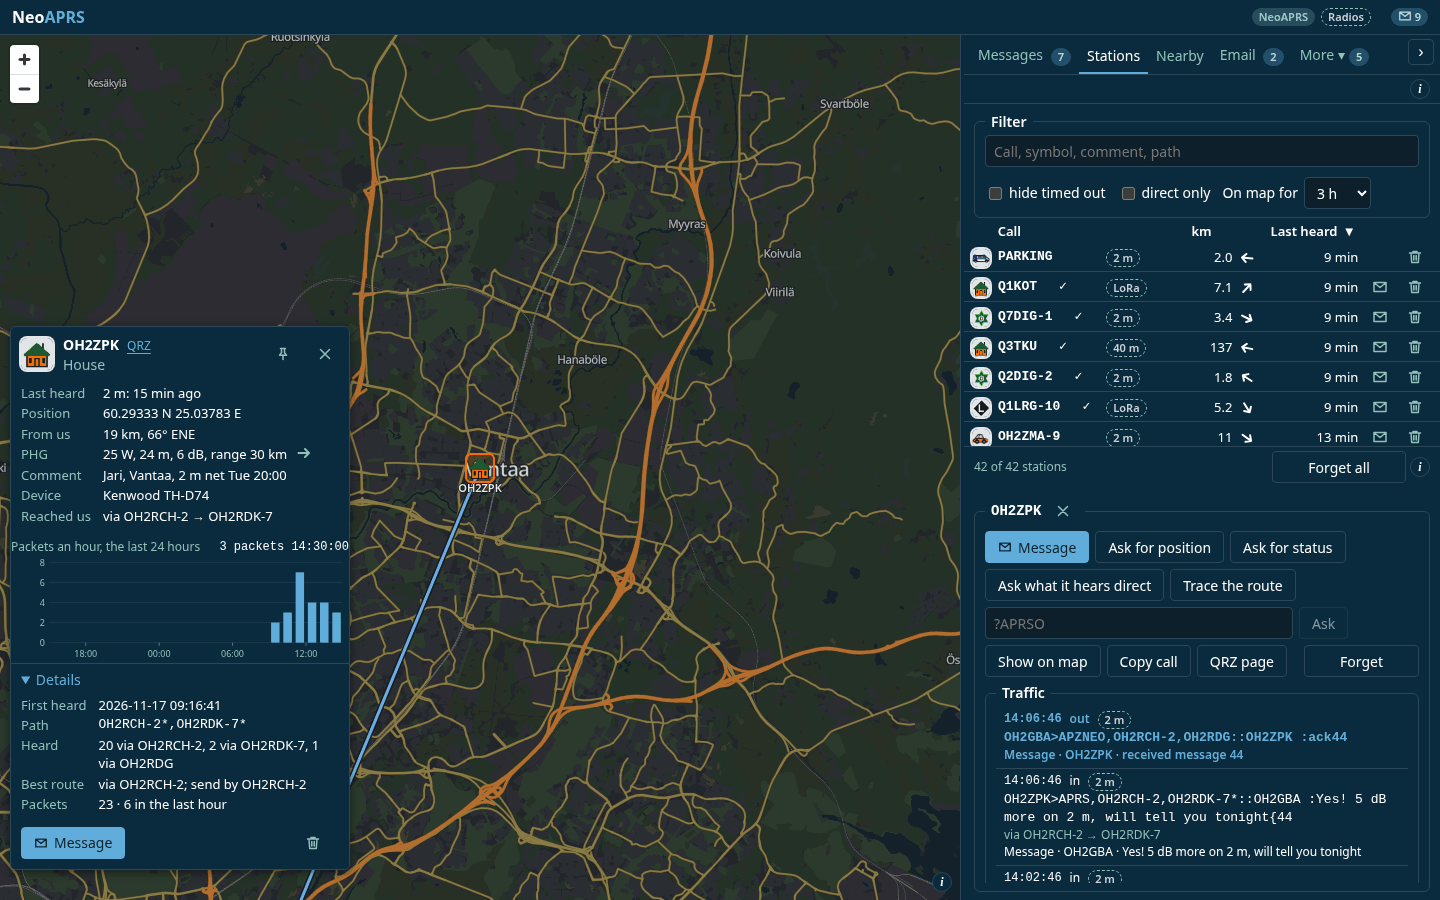 NeoAPRS
NeoAPRS
Radios
9
Ruotsinkylä
Kesäkylä
Svartböle
Myyras
Koivula
Viirilä
Hanaböle
Vantaa
OH2ZPK
Messages 7
Stations
Nearby
Email 2
More ▾ 5
›
i
Filter
Call, symbol, comment, path
hide timed out
direct only
On map for
3 h
Call km Last heard ▼
PARKING 2 m 2.0 ← 9 min
Q1KOT ✓ LoRa 7.1 ↗ 9 min
Q7DIG-1 ✓ 2 m 3.4 ↘ 9 min
Q3TKU ✓ 40 m 137 ← 9 min
Q2DIG-2 ✓ 2 m 1.8 ↖ 9 min
Q1LRG-10 ✓ LoRa 5.2 ↘ 9 min
OH2ZMA-9 2 m 11 ↘ 13 min
42 of 42 stations
Forget all
i
OH2ZPK
Message
Ask for position
Ask for status
Ask what it hears direct
Trace the route
?APRSO
Ask
Show on map
Copy call
QRZ page
Forget
Traffic
14:06:46 out 2 m
OH2GBA>APZNEO,OH2RCH-2,OH2RDG::OH2ZPK :ack44
Message · OH2ZPK · received message 44
14:06:46 in 2 m
OH2ZPK>APRS,OH2RCH-2,OH2RDK-7*::OH2GBA :Yes! 5 dB
more on 2 m, will tell you tonight{44
via OH2RCH-2 → OH2RDK-7
Message · OH2GBA · Yes! 5 dB more on 2 m, will tell you tonight
14:02:46 in 2 m
OH2ZPK QRZ
House
Last heard 2 m: 15 min ago
Position 60.29333 N 25.03783 E
From us 19 km, 66° ENE
PHG 25 W, 24 m, 6 dB, range 30 km →
Comment Jari, Vantaa, 2 m net Tue 20:00
Device Kenwood TH-D74
Reached us via OH2RCH-2 → OH2RDK-7
Packets an hour, the last 24 hours 3 packets 14:30:00
8
6
4
2
0
18:00 00:00 06:00 12:00
▼ Details
First heard 2026-11-17 09:16:41
Path OH2RCH-2*,OH2RDK-7*
Heard 20 via OH2RCH-2, 2 via OH2RDK-7, 1
via OH2RDG
Best route via OH2RCH-2; send by OH2RCH-2
Packets 23 · 6 in the last hour
Message
i